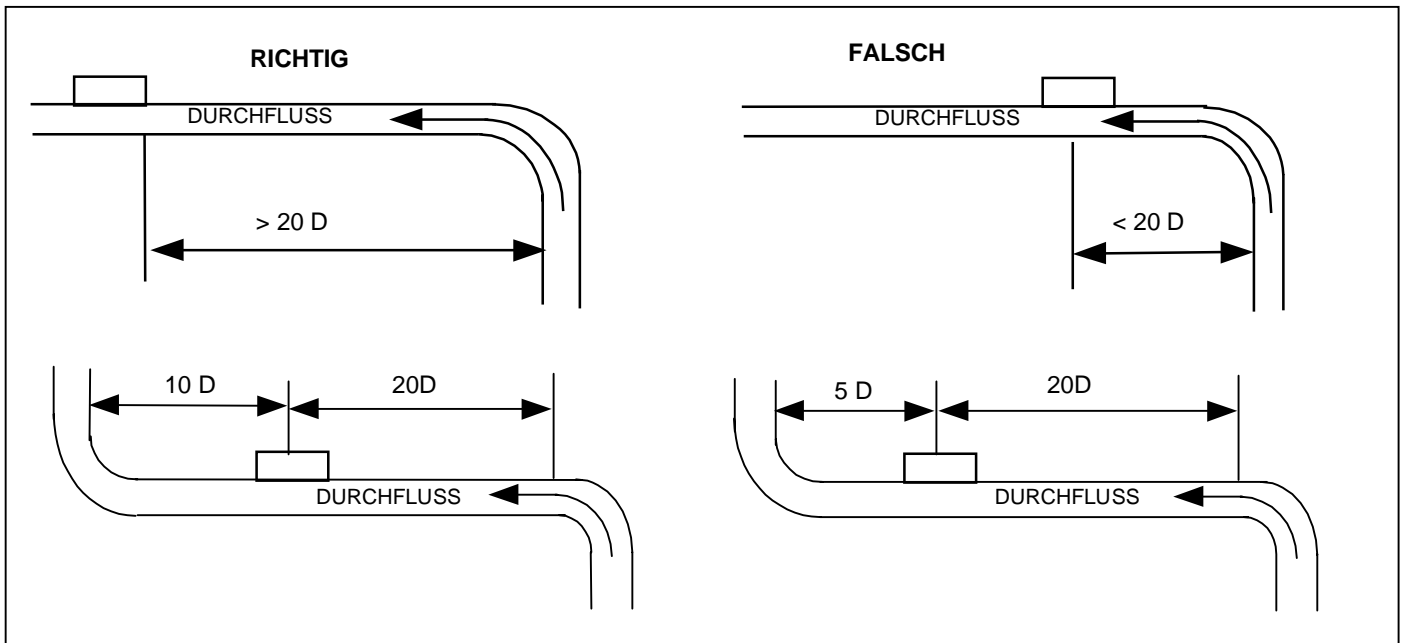 RICHTIG
FALSCH
DURCHFLUSS
DURCHFLUSS
> 20 D
< 20 D
10 D
20D
5 D
20D
DURCHFLUSS
DURCHFLUSS